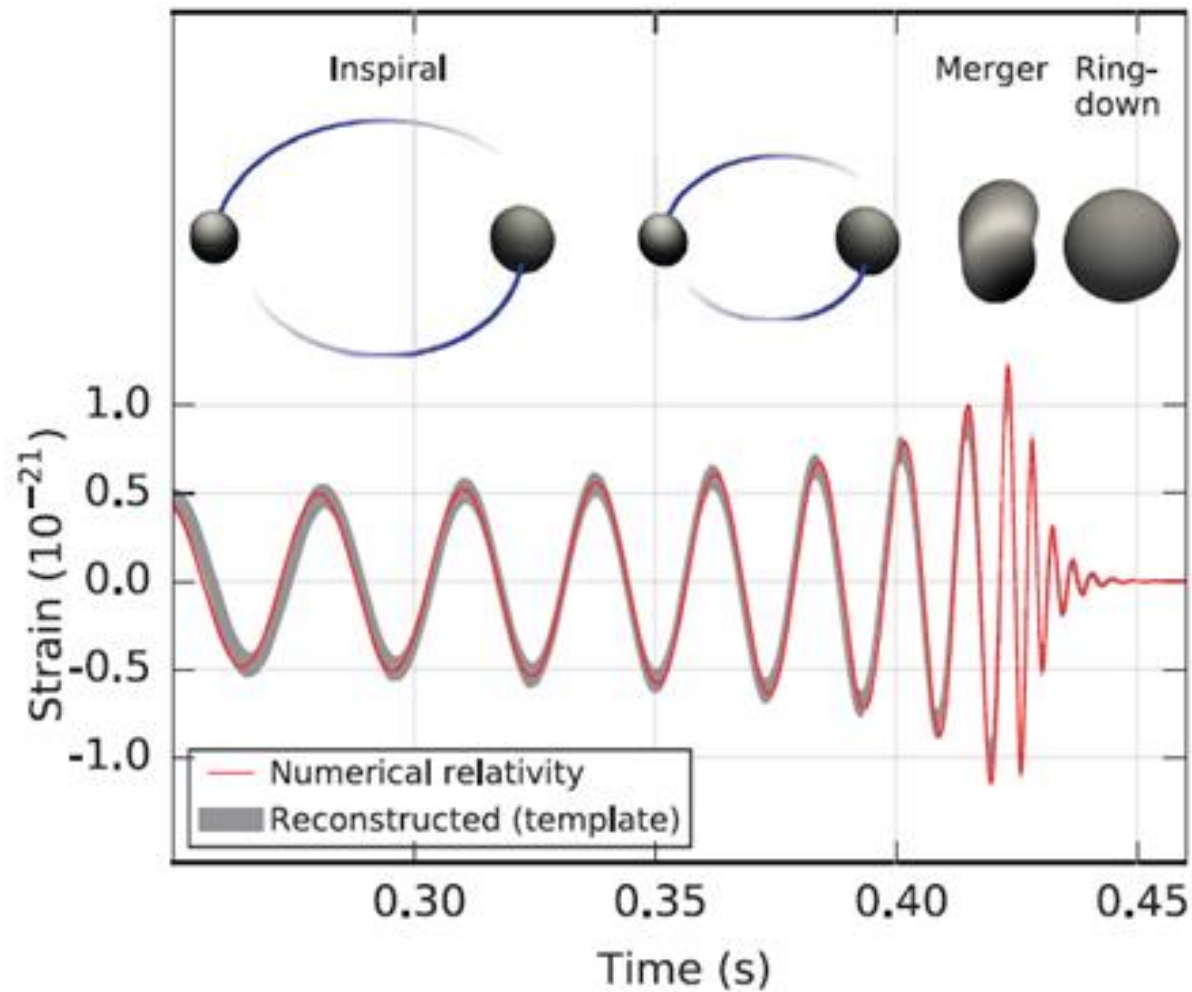 Inspiral
Merger
Ring-
down
Strain (10⁻²¹)
1.0
0.5
0.0
-0.5
-1.0
Numerical relativity
Reconstructed (template)
0.30
0.35
0.40
0.45
Time (s)